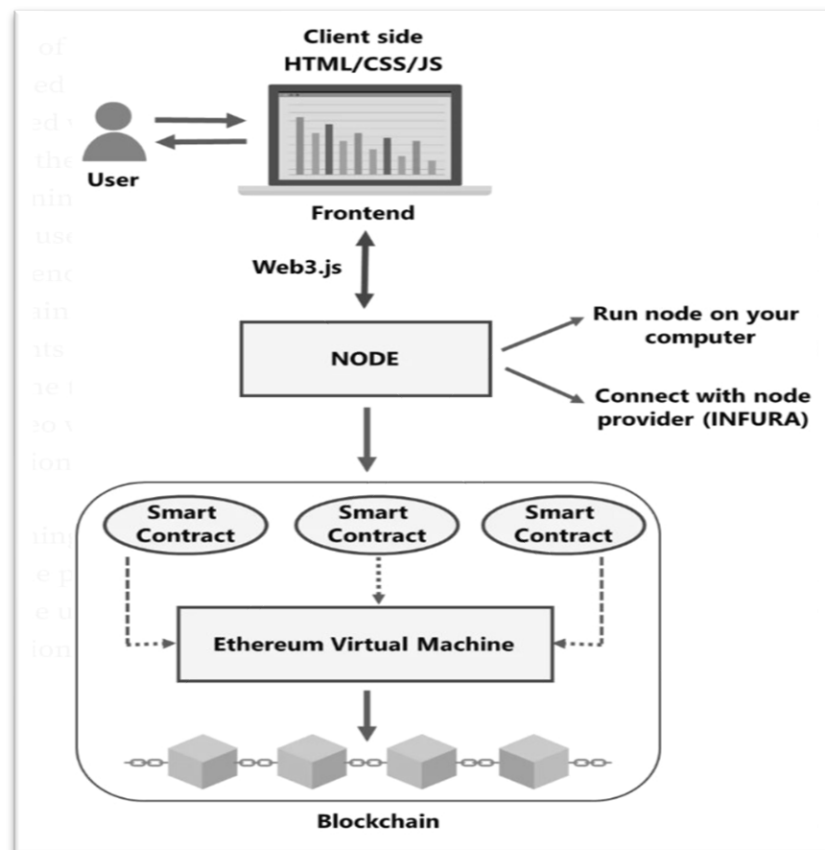 Client side
HTML/CSS/JS
User
Frontend
Web3.js
NODE
Run node on your
computer
Connect with node
provider (INFURA)
Smart
Contract
Smart
Contract
Smart
Contract
Ethereum Virtual Machine
Blockchain